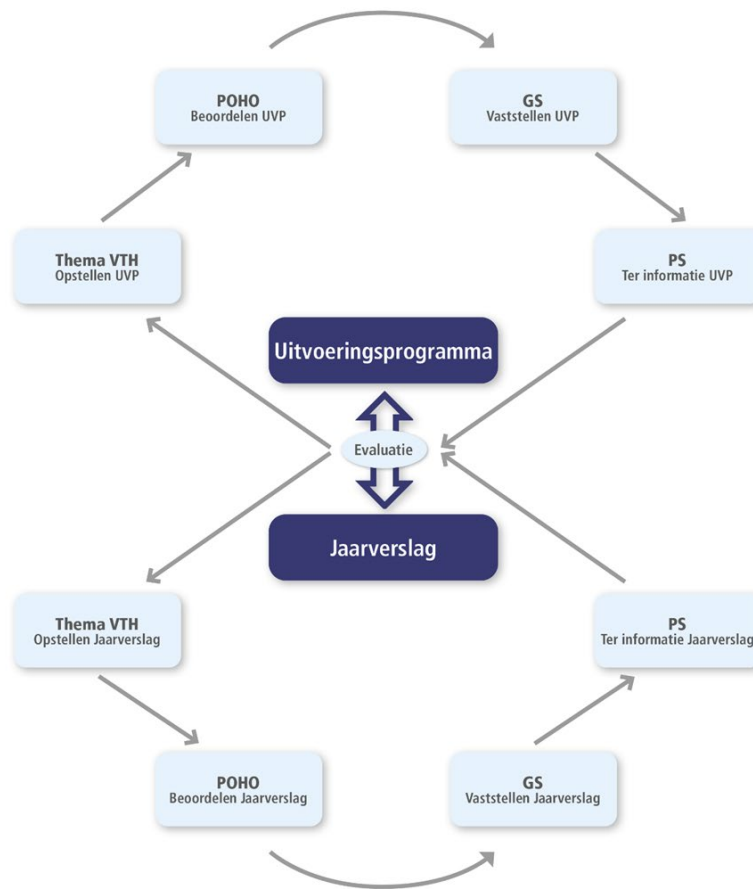 POHO
Beoordelen UVP
GS
Vaststellen UVP
Thema VTH
Opstellen UVP
PS
Ter informatie UVP
Uitvoeringsprogramma
Evaluatie
Jaarverslag
Thema VTH
Opstellen Jaarverslag
PS
Ter informatie Jaarverslag
POHO
Beoordelen Jaarverslag
GS
Vaststellen Jaarverslag